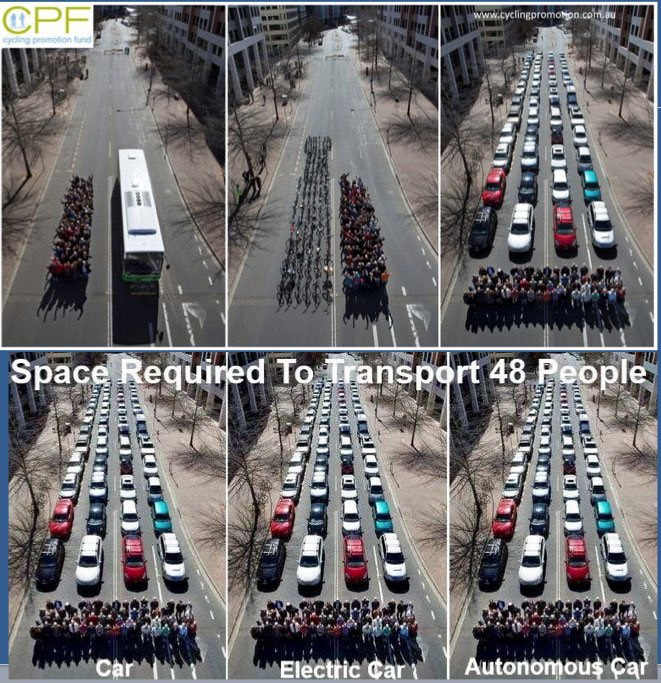 CPF
cycling promotion fund
www.cyclingpromotion.com.au
Space Required To Transport 48 People
Car
Electric Car
Autonomous Car